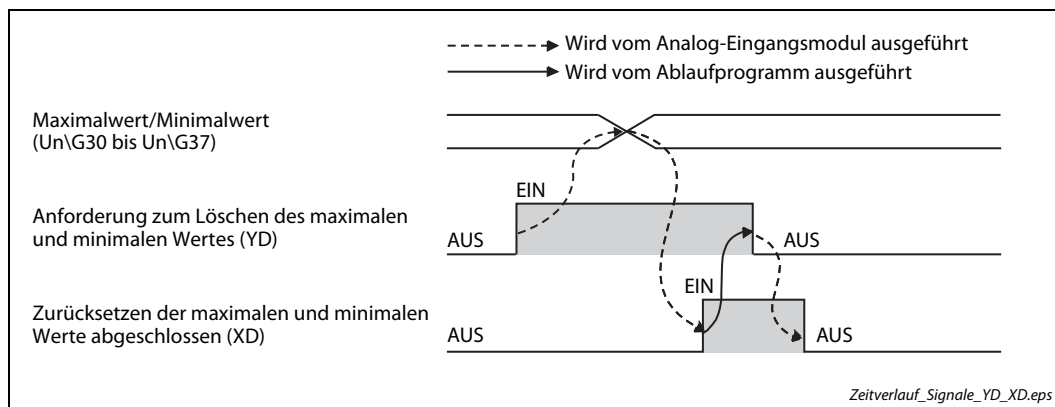 Wird vom Analog-Eingangsmodul ausgeführt
Wird vom Ablaufprogramm ausgeführt
Maximalwert/Minimalwert
(Un\G30 bis Un\G37)
EIN
Anforderung zum Löschen des maximalen
und minimalen Wertes (YD)
AUS
AUS
EIN
Zurücksetzen der maximalen und minimalen
Werte abgeschlossen (XD)
AUS
AUS
Zeitverlauf_Signale_YD_XD.eps